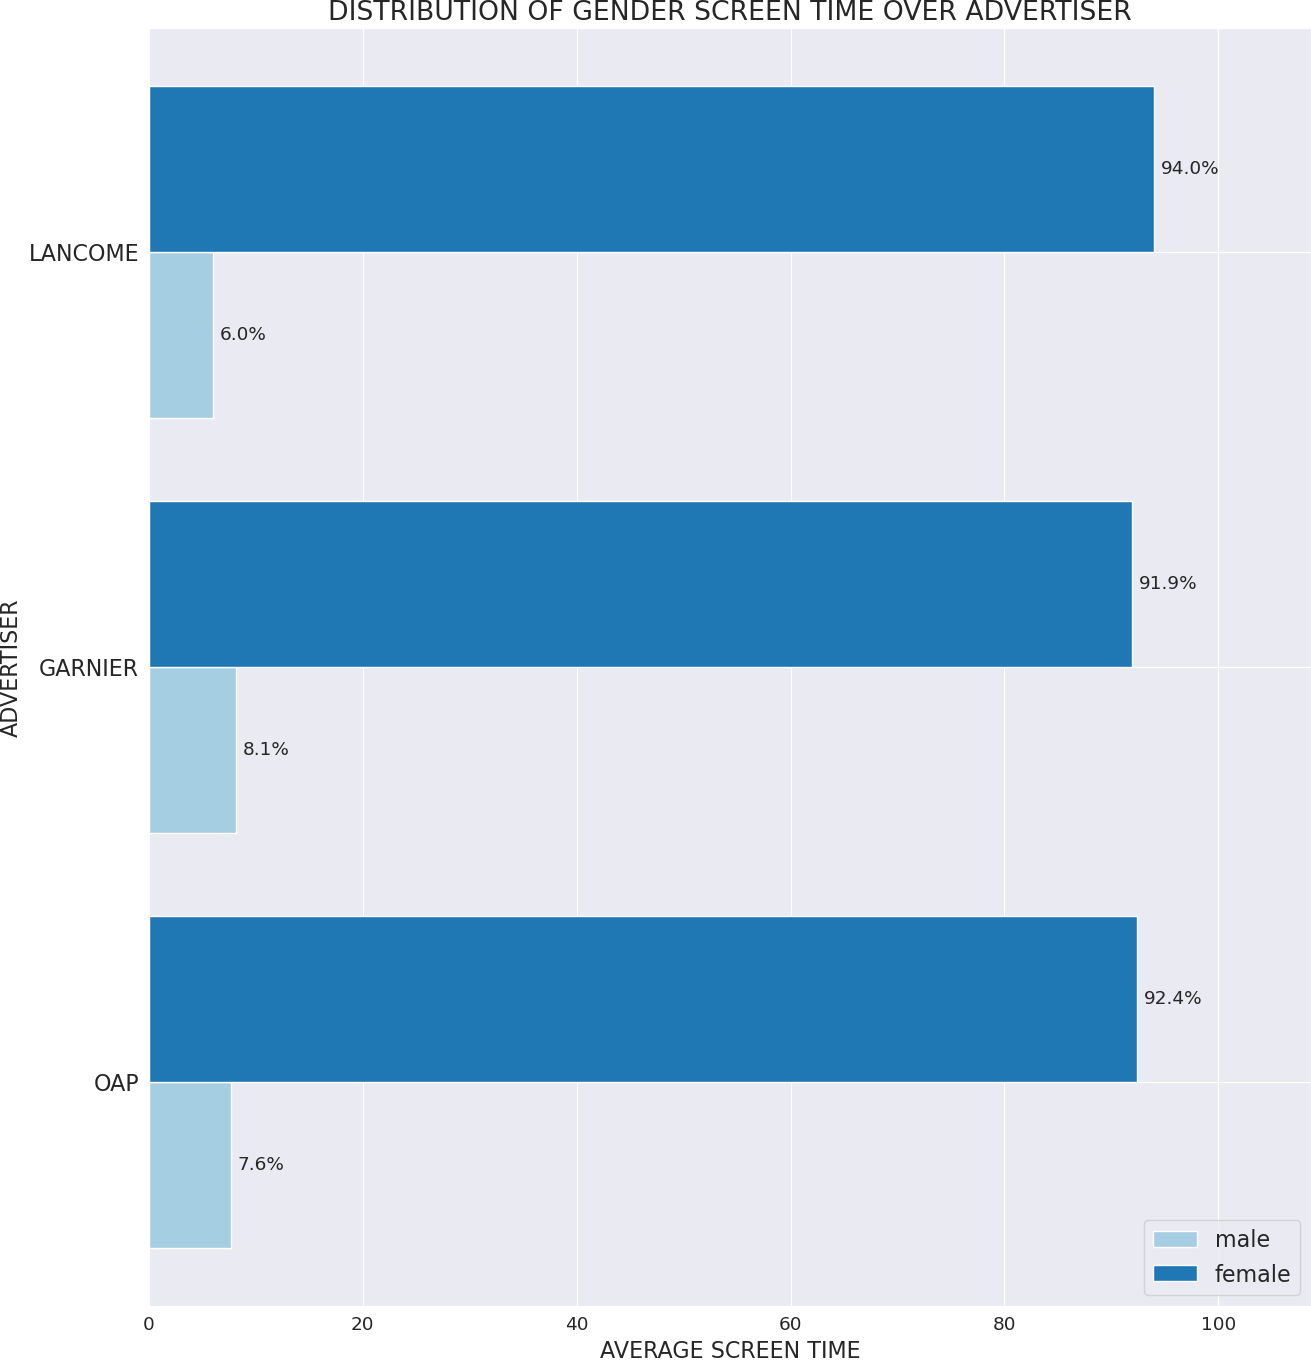 DISTRIBUTION OF GENDER SCREEN TIME OVER ADVERTISER
94.0%
LANCOME
6.0%
91.9%
GARNIER
8.1%
ADVERTISER
92.4%
OAP
7.6%
male
female
0 20 40 60 80 100
AVERAGE SCREEN TIME